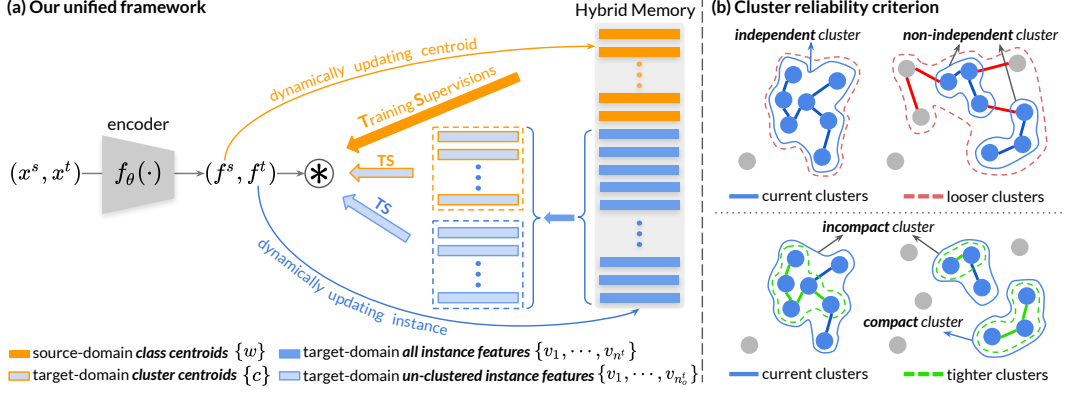 (a) Our unified framework
Hybrid Memory
dynamically updating centroid
Training Supervisions
encoder
(x^s, x^t)
f_θ(·)
(f^s, f^t)
*
TS
TS
dynamically updating instance
source-domain class centroids {w}
target-domain all instance features {v_1, ⋯, v_{n^t}}
target-domain cluster centroids {c}
target-domain un-clustered instance features {v_1, ⋯, v_{n_o^t}}
(b) Cluster reliability criterion
independent cluster
non-independent cluster
current clusters
looser clusters
incompact cluster
compact cluster
current clusters
tighter clusters